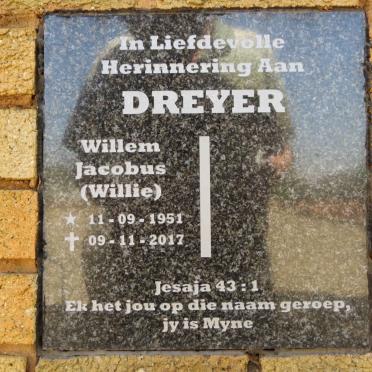 In Liefdevolle
Herinnering Aan
DREYER
Willem
Jacobus
(Willie)
★ 11 - 09 - 1951
✝ 09 - 11 - 2017
Jesaja 43 : 1
Ek het jou op die naam geroep,
jy is Myne